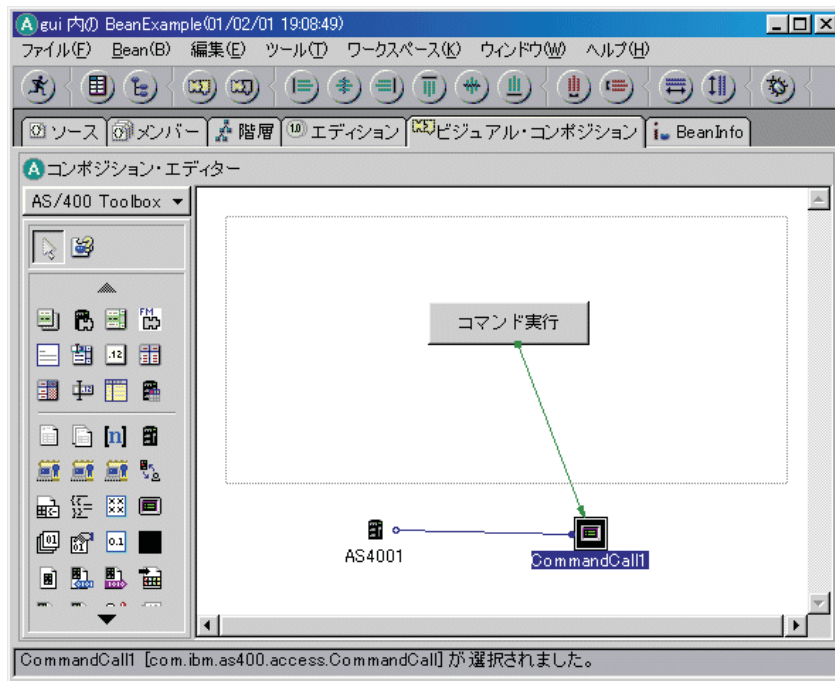 gui 内の BeanExample(01/02/01 19:08:49)
ファイル(F) Bean(B) 編集(E) ツール(T) ワークスペース(K) ウィンドウ(W) ヘルプ(H)
ソース メンバー 階層 エディション ビジュアル・コンポジション BeanInfo
コンポジション・エディター
AS/400 Toolbox
コマンド実行
AS4001
CommandCall1
CommandCall1 [com.ibm.as400.access.CommandCall] が選択されました。